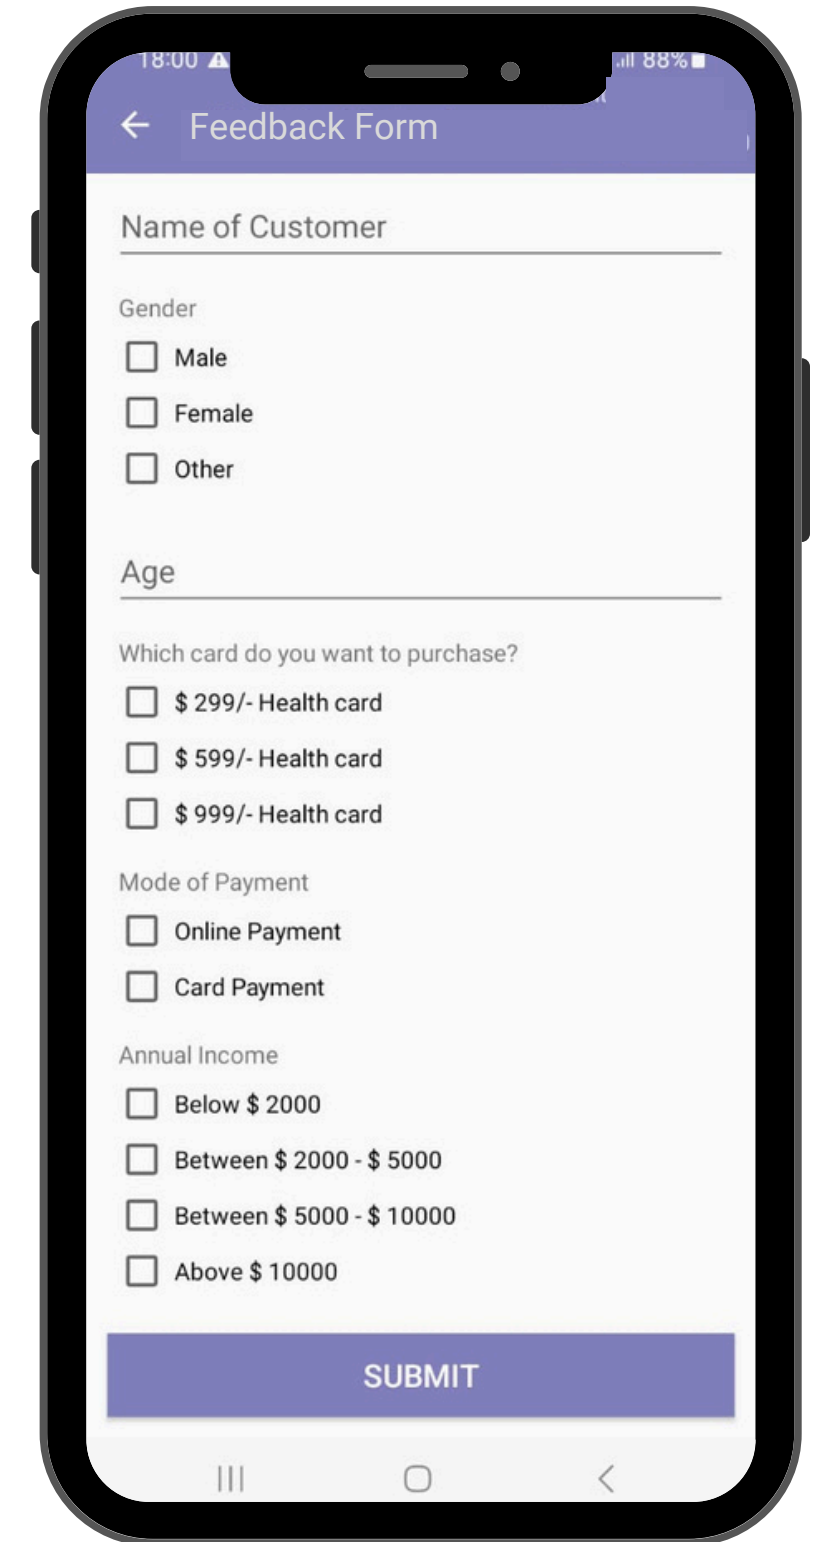 18:00 88%
Feedback Form
Name of Customer
Gender
Male
Female
Other
Age
Which card do you want to purchase?
$ 299/- Health card
$ 599/- Health card
$ 999/- Health card
Mode of Payment
Online Payment
Card Payment
Annual Income
Below $ 2000
Between $ 2000 - $ 5000
Between $ 5000 - $ 10000
Above $ 10000
SUBMIT